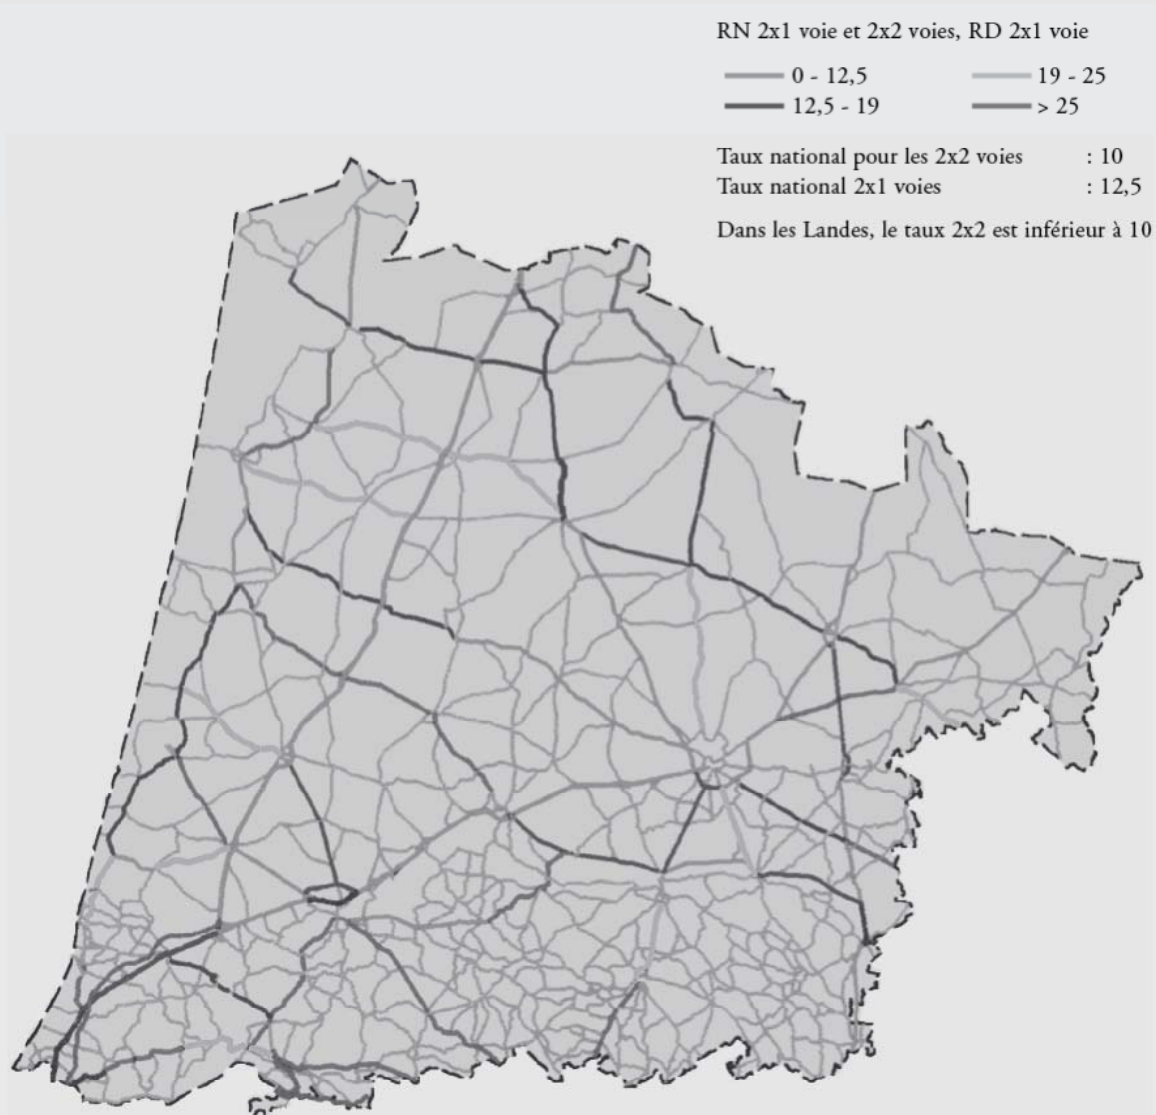 RN 2x1 voie et 2x2 voies, RD 2x1 voie
0 - 12,5 19 - 25
12,5 - 19 > 25
Taux national pour les 2x2 voies : 10
Taux national 2x1 voies : 12,5
Dans les Landes, le taux 2x2 est inférieur à 10